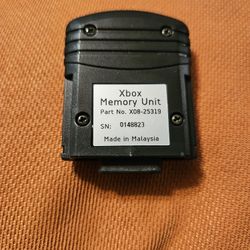 Xbox
Memory Unit
Part No. X08-25319
SN: 0148823
Made in Malaysia